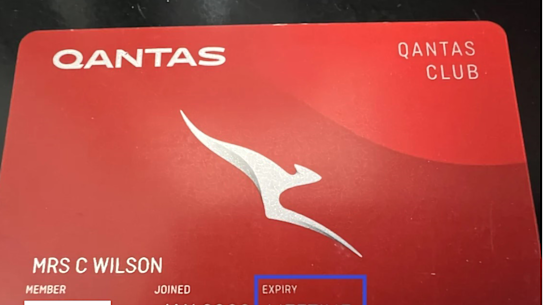 QANTAS
QANTAS
CLUB
MRS C WILSON
MEMBER JOINED EXPIRY